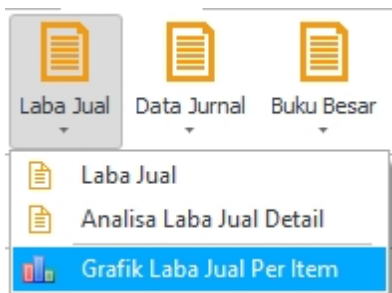 Laba Jual Data Jurnal Buku Besar
Laba Jual
Analisa Laba Jual Detail
Grafik Laba Jual Per Item